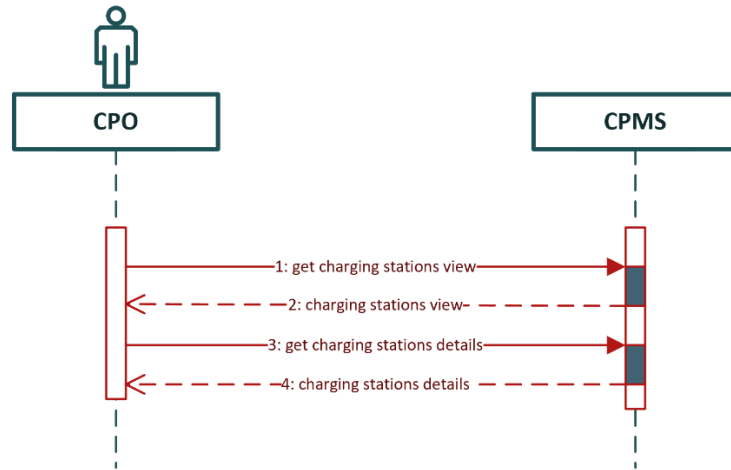 CPO
CPMS
1: get charging stations view
2: charging stations view
3: get charging stations details
4: charging stations details